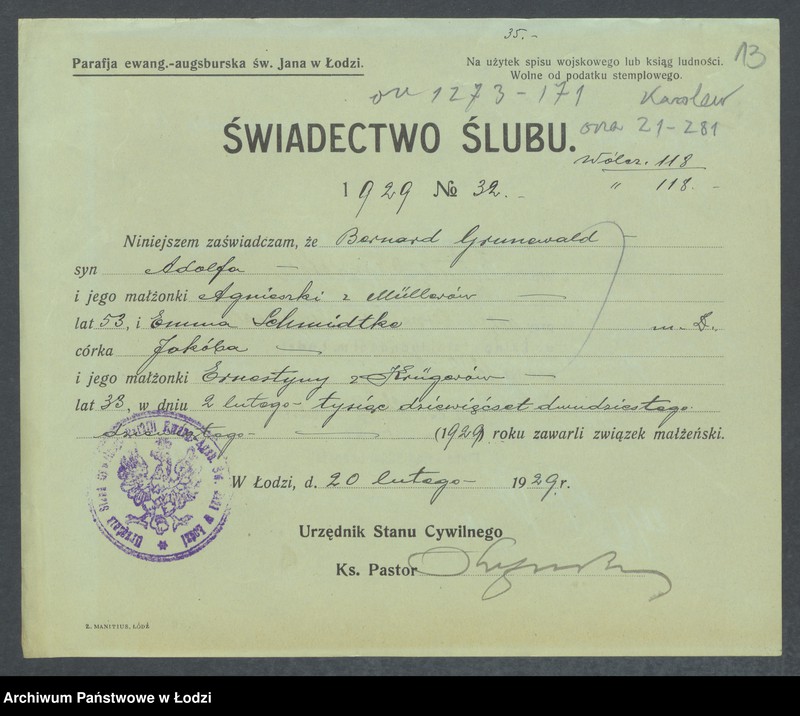 35.-
13
Parafja ewang.-augsburska św. Jana w Łodzi.
Na użytek spisu wojskowego lub ksiąg ludności.
Wolne od podatku stemplowego.
on 1273-171
ona 21-281
ŚWIADECTWO ŚLUBU.
Wólcz. 118
" 118.-
1929 № 32.-
Niniejszem zaświadczam, że Bernard Grunewald -
syn Adolfa -
i jego małżonki Agnieszki z Müllerów -
lat 53, i Emma Schmidtke - m. Ł.
córka Jakóba -
i jego małżonki Ernestyny z Krügerów -
lat 33, w dniu 2 lutego - tysiąc dziewięćset dwudziestego
dziewiątego - (1929) roku zawarli związek małżeński.
W Łodzi, d. 20 lutego - 1929 r.
Urzędnik Stanu Cywilnego
Ks. Pastor
Z. MANITIUS, ŁÓDŹ
Archiwum Państwowe w Łodzi